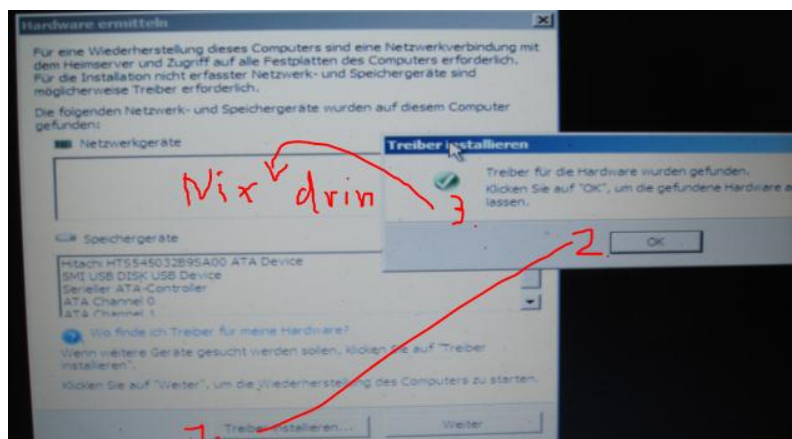 Hardware ermitteln
Für eine Wiederherstellung dieses Computers sind eine Netzwerkverbindung mit
dem Heimserver und Zugriff auf alle Festplatten des Computers erforderlich.
Für die Installation nicht erfasster Netzwerk- und Speichergeräte sind
möglicherweise Treiber erforderlich.
Die folgenden Netzwerk- und Speichergeräte wurden auf diesem Computer
gefunden:
Netzwerkgeräte
Nix drin
Treiber installieren
Treiber für die Hardware wurden gefunden.
Klicken Sie auf "OK", um die gefundene Hardware a
lassen.
3.
2.
OK
Speichergeräte
Hitachi HTS545032B9SA00 ATA Device
SMI USB DISK USB Device
Serieller ATA-Controller
ATA Channel 0
ATA Channel 1
Wo finde ich Treiber für meine Hardware?
Wenn weitere Geräte gesucht werden sollen, klicken Sie auf "Treiber
installieren".
Klicken Sie auf "Weiter", um die Wiederherstellung des Computers zu starten.
1.
Treiber installieren...
Weiter